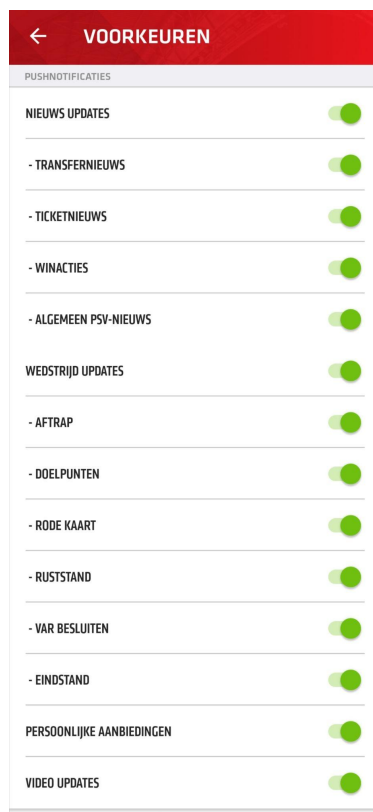 VOORKEUREN
PUSHNOTIFICATIES
NIEUWS UPDATES
- TRANSFERNIEUWS
- TICKETNIEUWS
- WINACTIES
- ALGEMEEN PSV-NIEUWS
WEDSTRIJD UPDATES
- AFTRAP
- DOELPUNTEN
- RODE KAART
- RUSTSTAND
- VAR BESLUITEN
- EINDSTAND
PERSOONLIJKE AANBIEDINGEN
VIDEO UPDATES